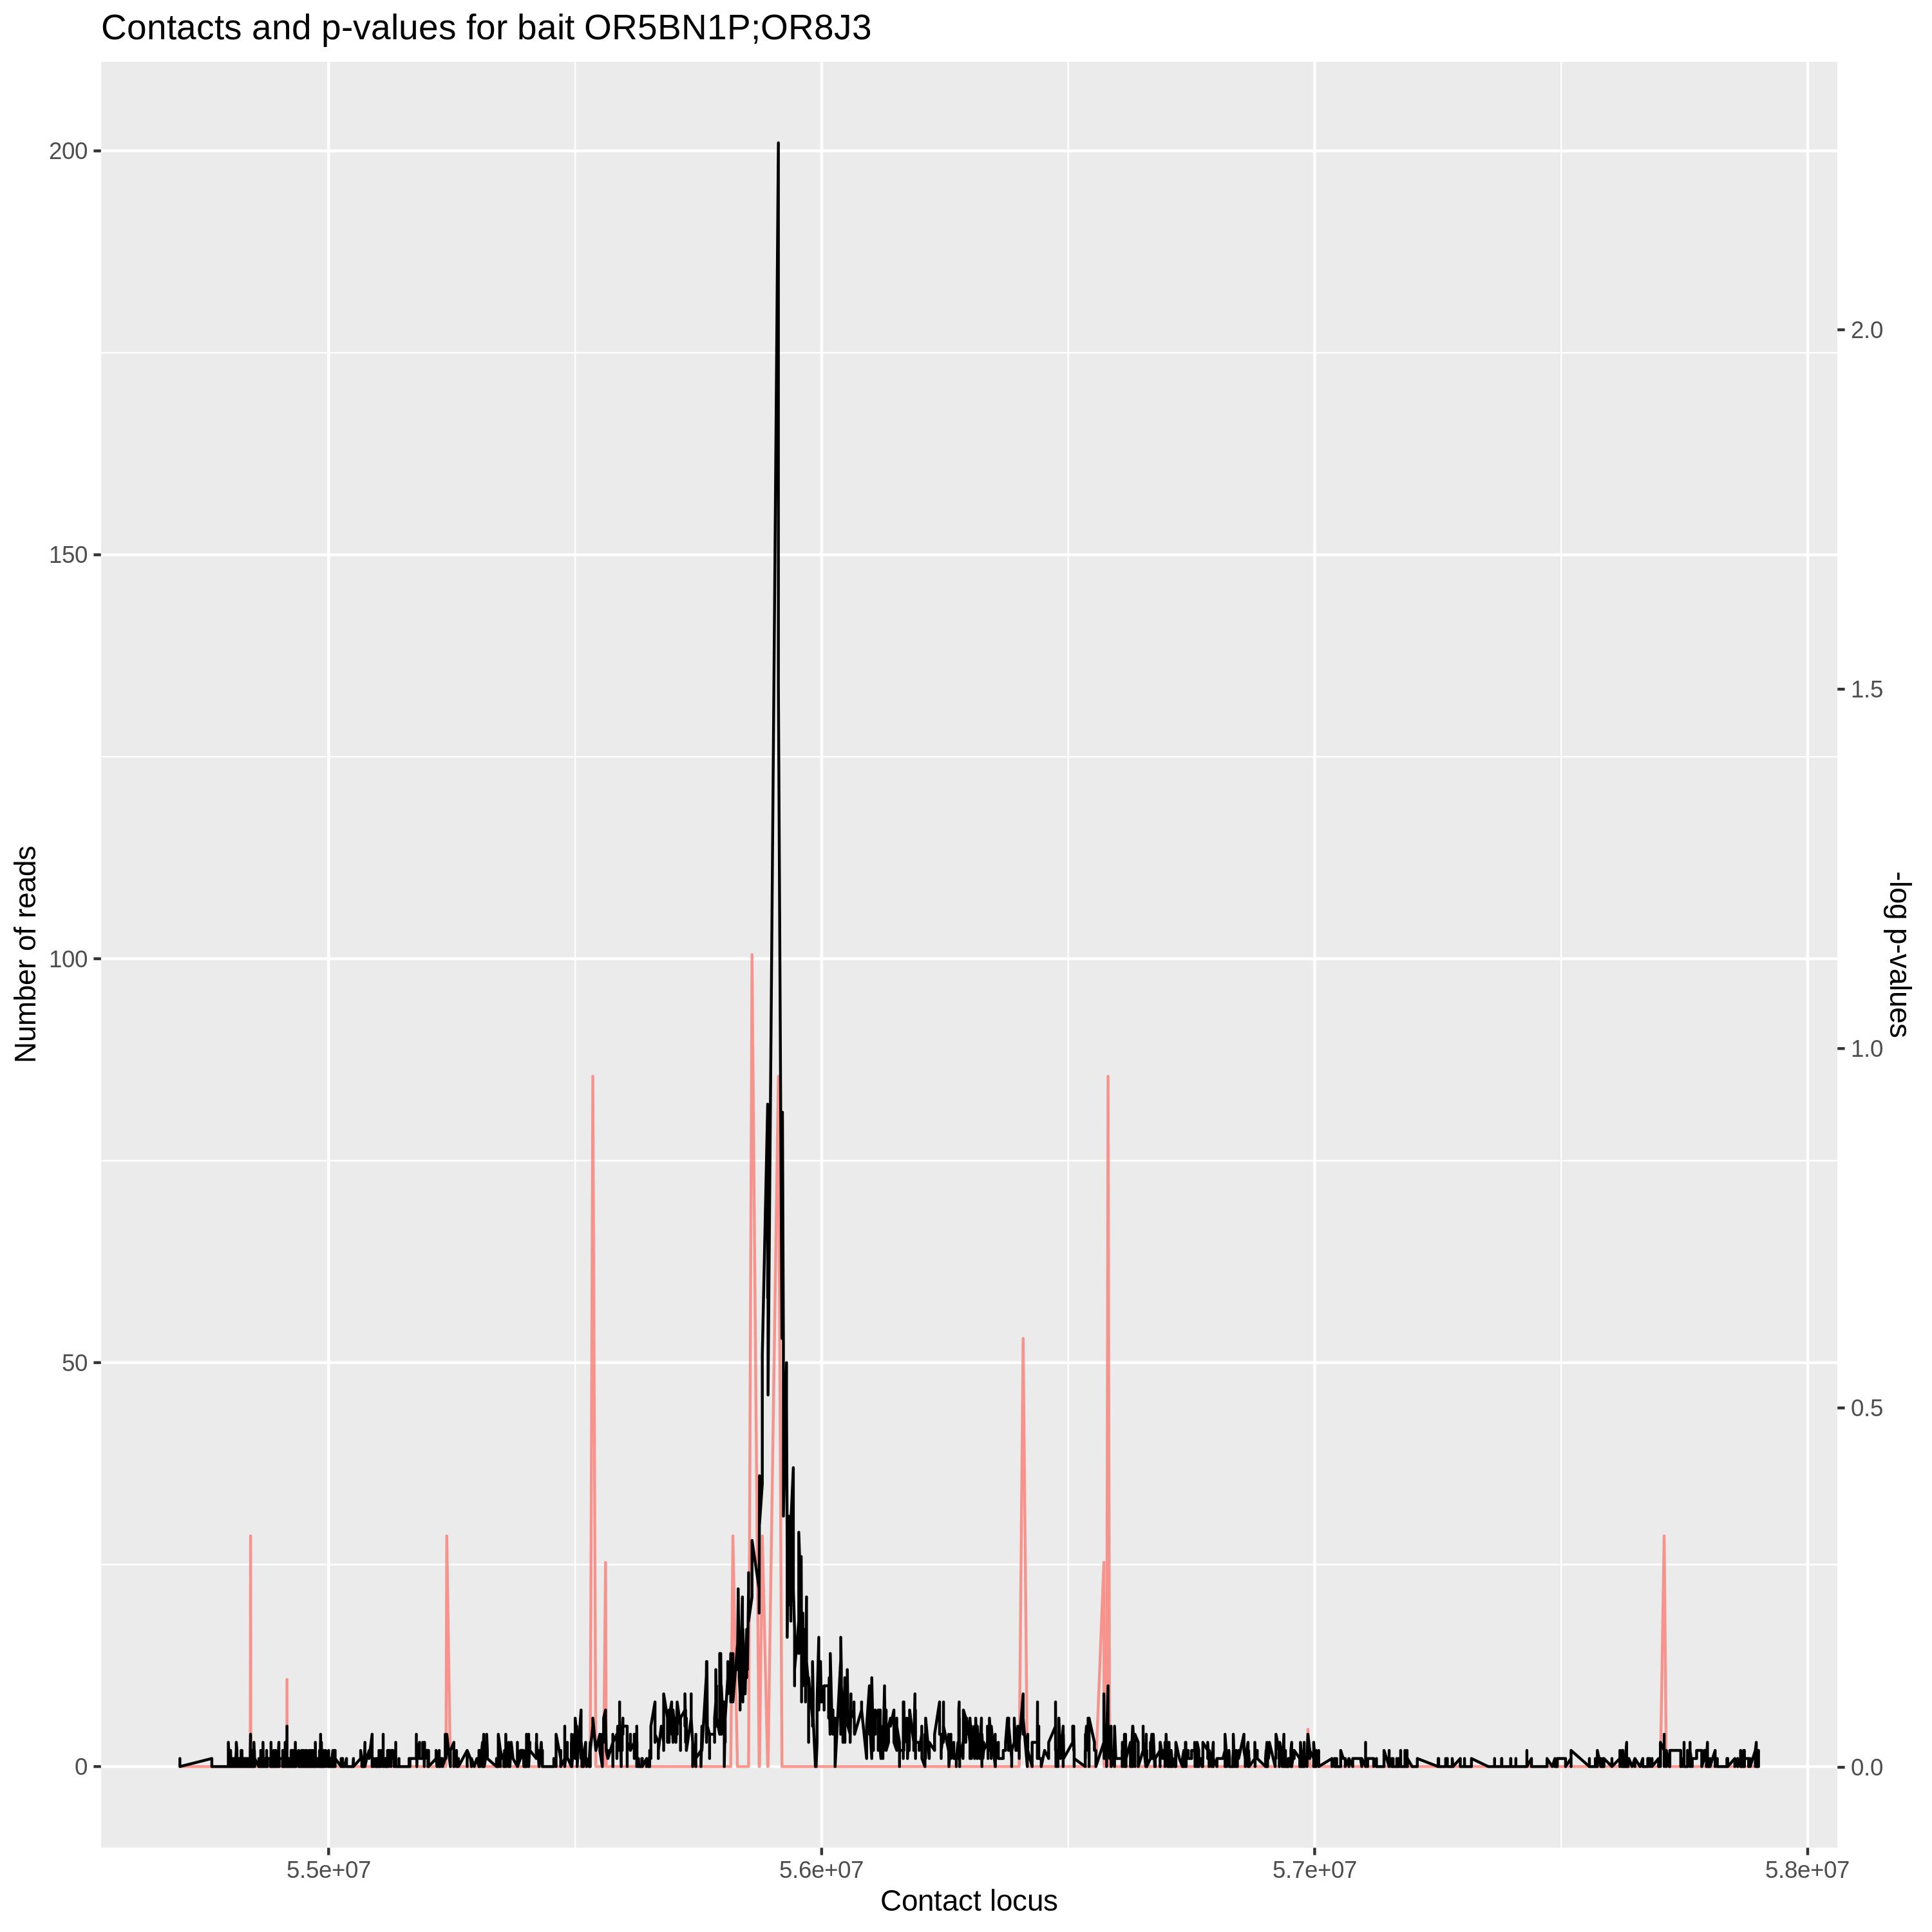 Contacts and p-values for bait OR5BN1P;OR8J3
200
150
100
50
0
Number of reads
2.0
1.5
1.0
0.5
0.0
-log p-values
5.5e+07 5.6e+07 5.7e+07 5.8e+07
Contact locus